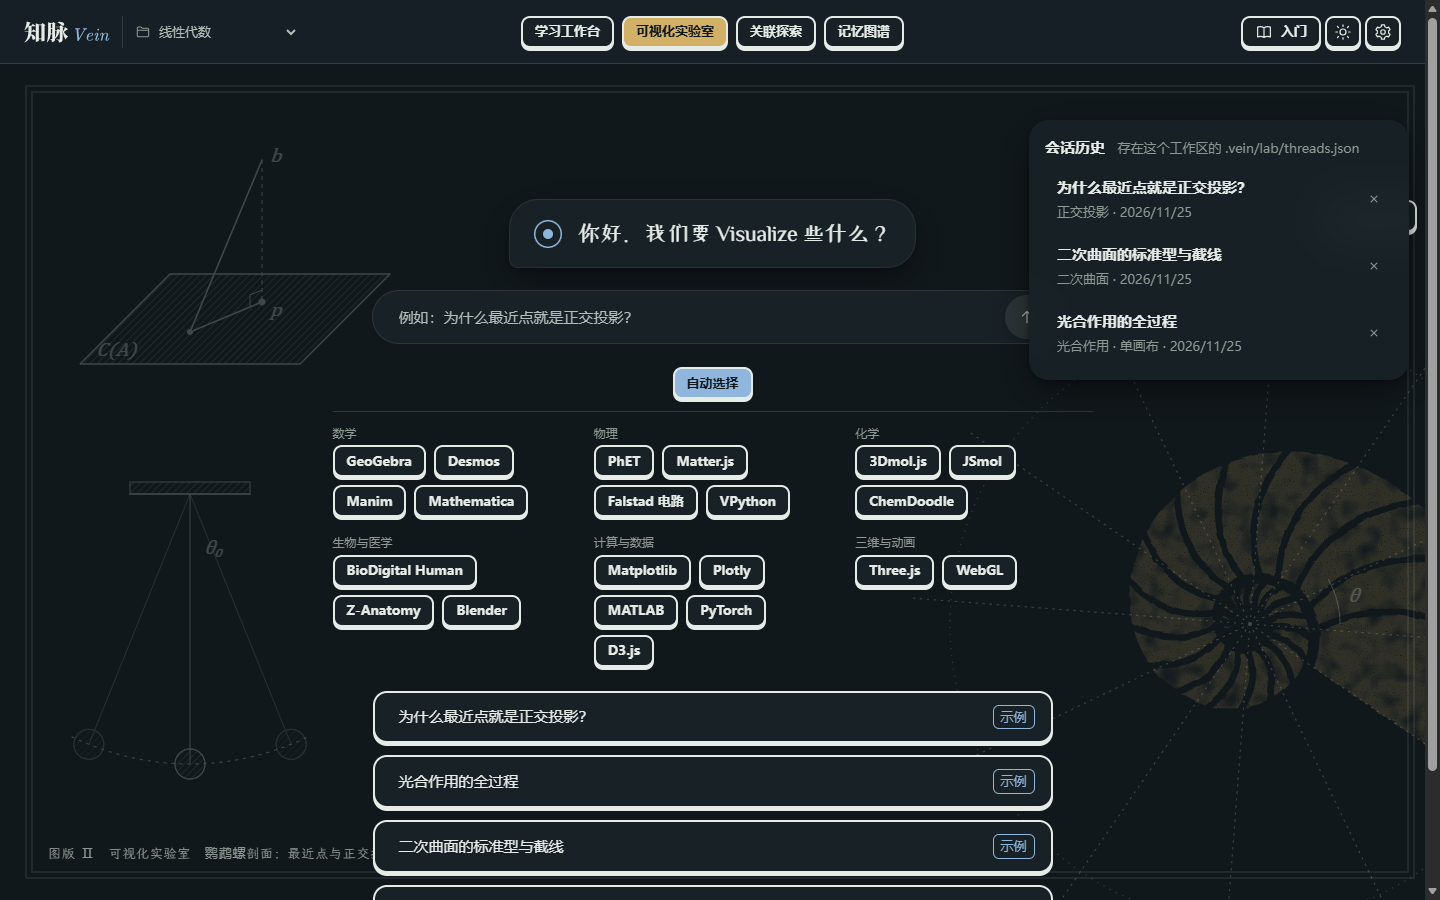 知脉 Vein
线性代数
学习工作台
可视化实验室
关联探索
记忆图谱
入门
会话历史 存在这个工作区的 .vein/lab/threads.json
为什么最近点就是正交投影?
正交投影 · 2026/11/25
二次曲面的标准型与截线
二次曲面 · 2026/11/25
光合作用的全过程
光合作用 · 单画布 · 2026/11/25
b
p
C(A)
你好，我们要 Visualize 些什么？
例如：为什么最近点就是正交投影?
自动选择
数学
GeoGebra
Desmos
Manim
Mathematica
物理
PhET
Matter.js
Falstad 电路
VPython
化学
3Dmol.js
JSmol
ChemDoodle
生物与医学
BioDigital Human
Z-Anatomy
Blender
计算与数据
Matplotlib
Plotly
MATLAB
PyTorch
D3.js
三维与动画
Three.js
WebGL
θ₀
θ
为什么最近点就是正交投影? 示例
光合作用的全过程 示例
二次曲面的标准型与截线 示例
图版 Ⅱ 可视化实验室 鹦鹉螺剖面：最近点与正交